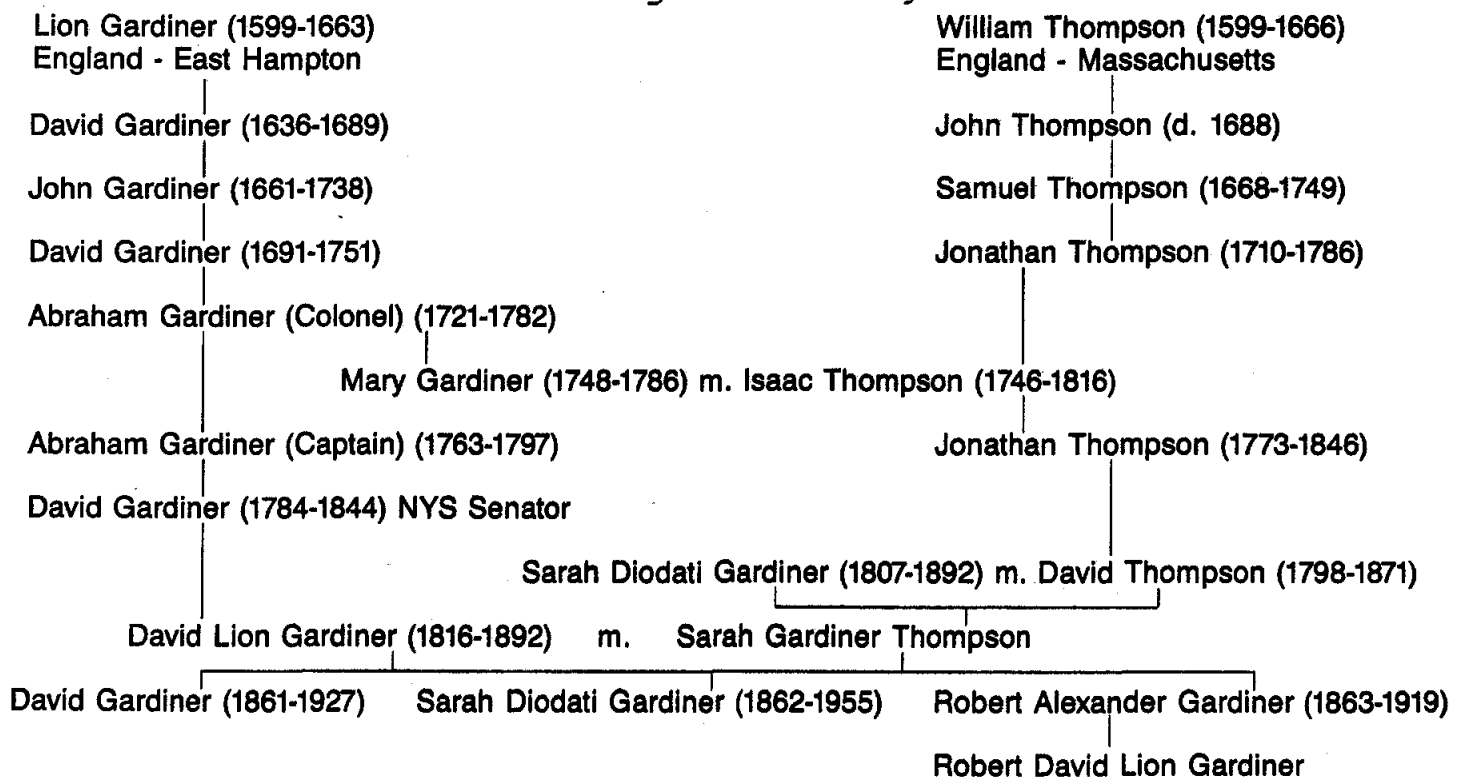 Lion Gardiner (1599-1663) William Thompson (1599-1666)
England - East Hampton England - Massachusetts
David Gardiner (1636-1689) John Thompson (d. 1688)
John Gardiner (1661-1738) Samuel Thompson (1668-1749)
David Gardiner (1691-1751) Jonathan Thompson (1710-1786)
Abraham Gardiner (Colonel) (1721-1782)
Mary Gardiner (1748-1786) m. Isaac Thompson (1746-1816)
Abraham Gardiner (Captain) (1763-1797) Jonathan Thompson (1773-1846)
David Gardiner (1784-1844) NYS Senator
Sarah Diodati Gardiner (1807-1892) m. David Thompson (1798-1871)
David Lion Gardiner (1816-1892) m. Sarah Gardiner Thompson
David Gardiner (1861-1927) Sarah Diodati Gardiner (1862-1955) Robert Alexander Gardiner (1863-1919)
Robert David Lion Gardiner